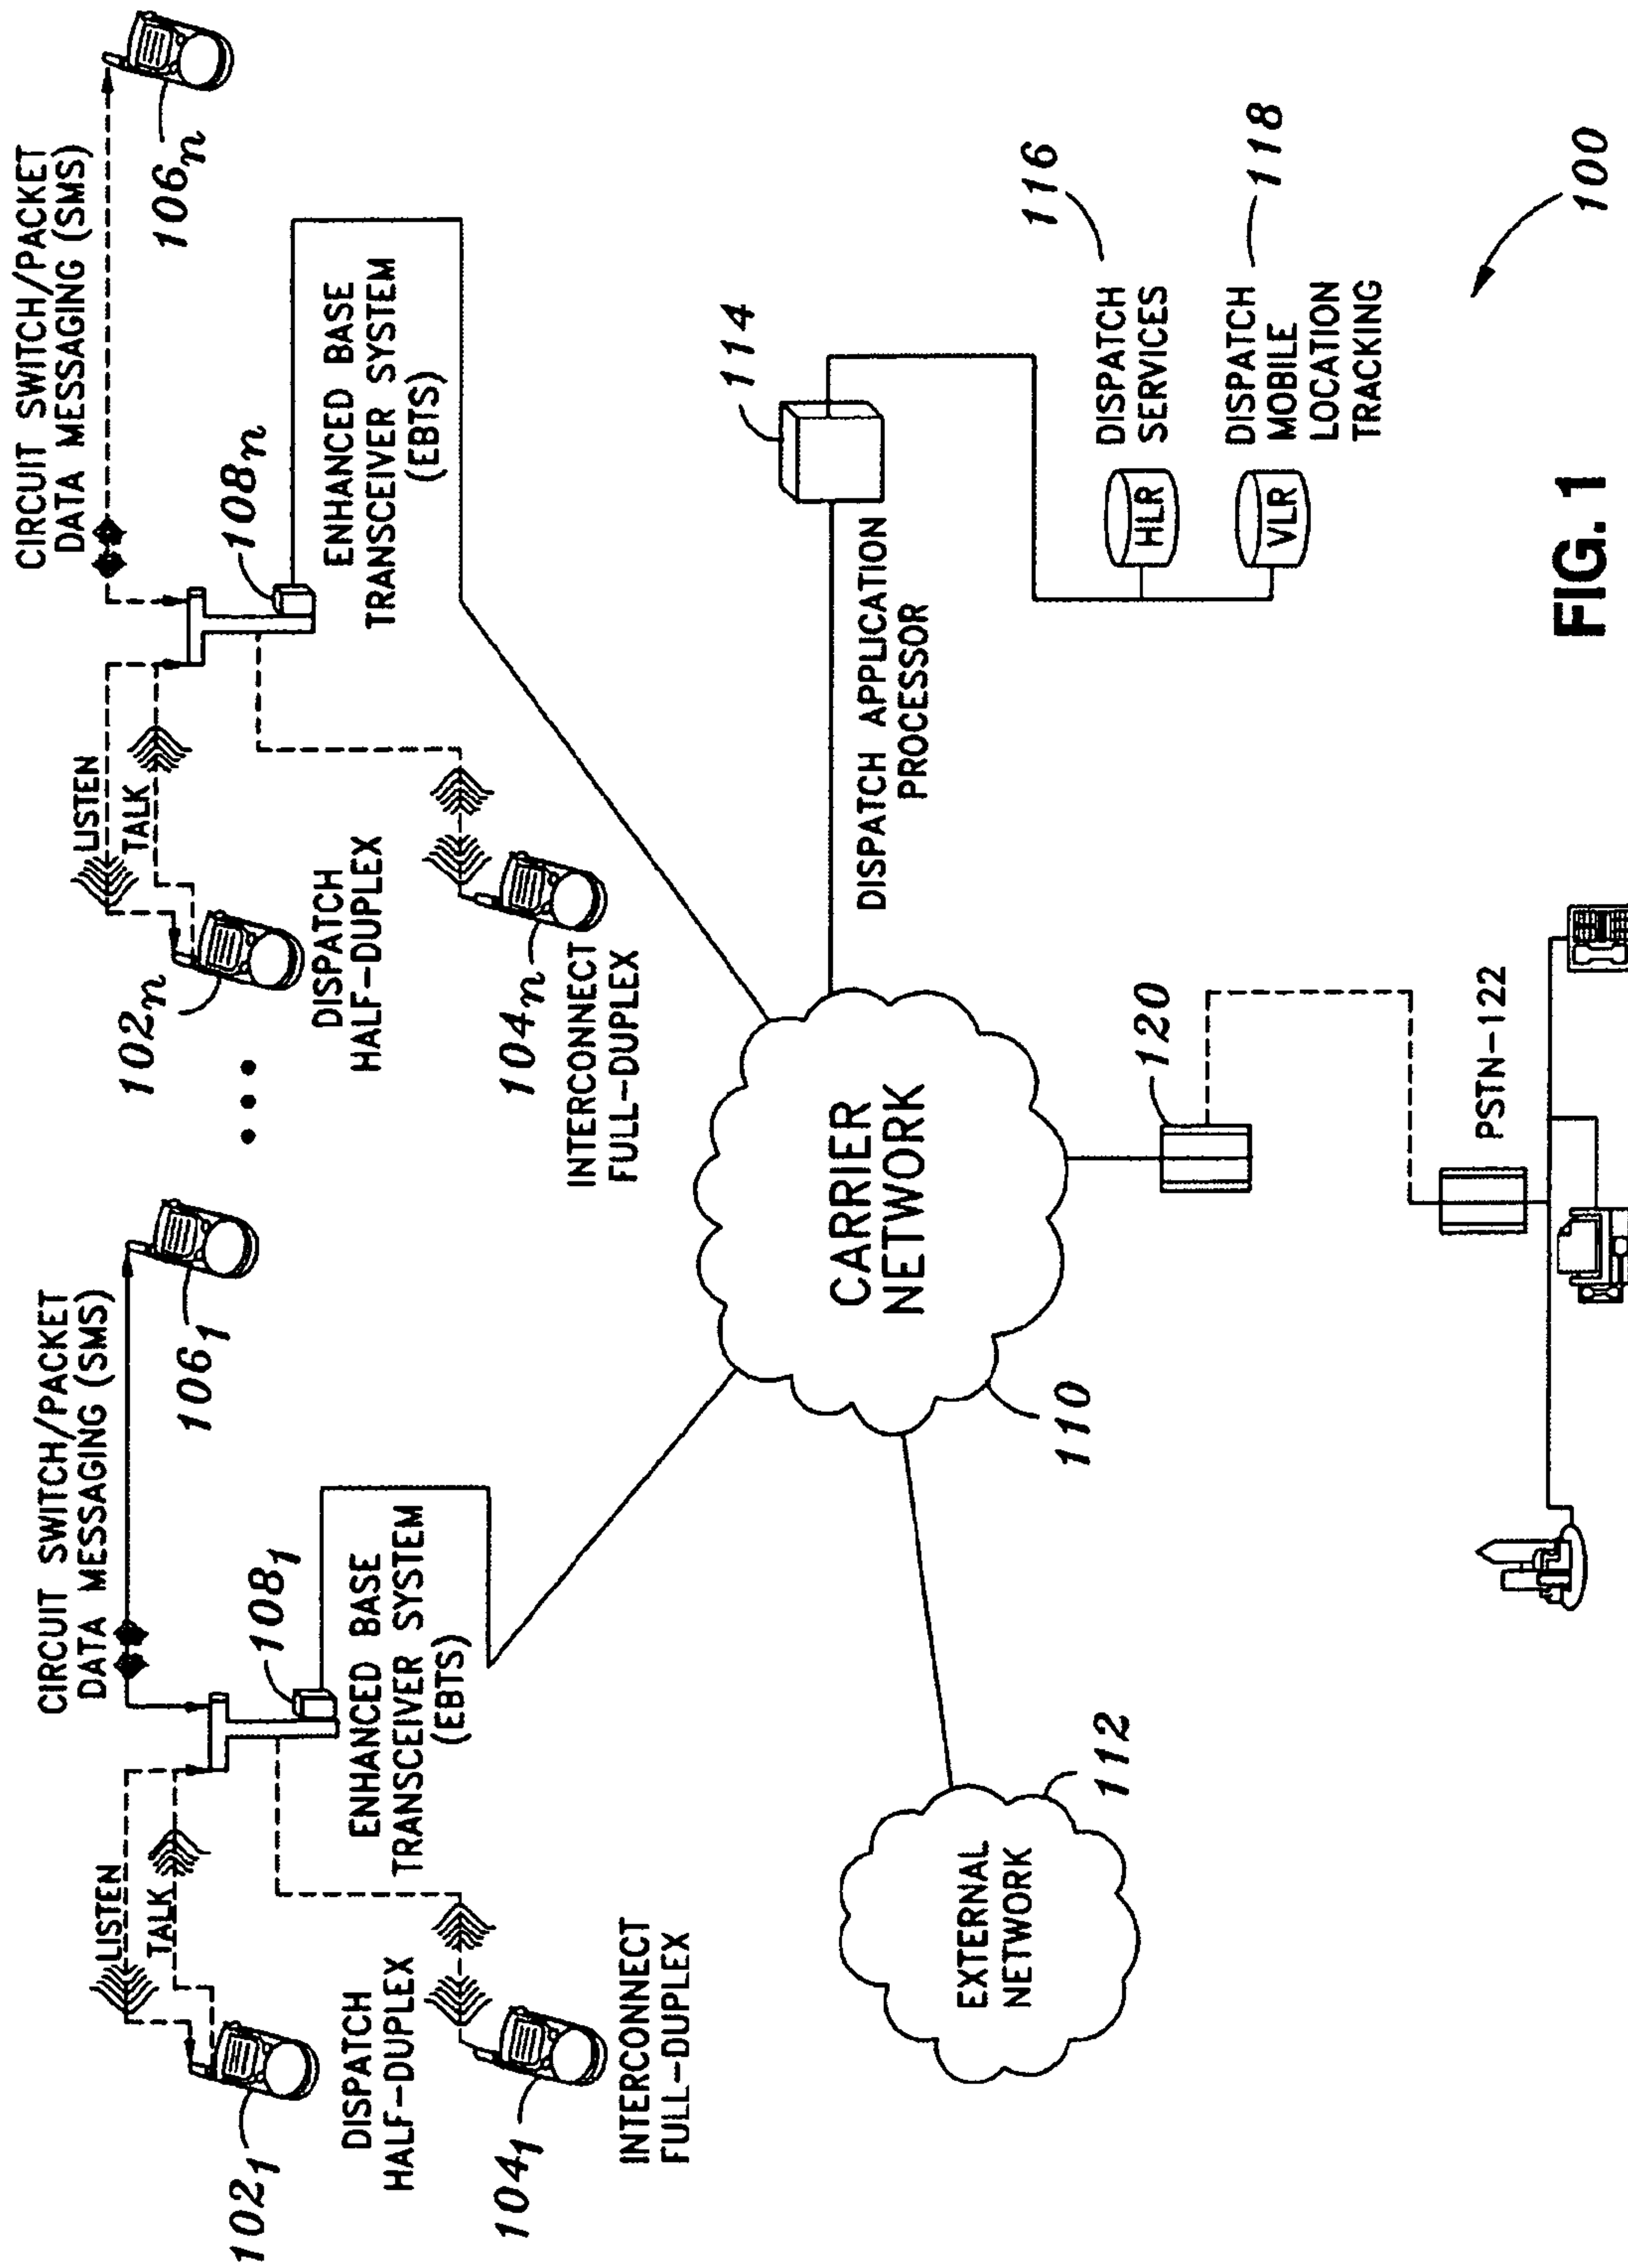 CIRCUIT SWITCH/PACKET
DATA MESSAGING (SMS)
LISTEN
TALK
102₁
DISPATCH
HALF-DUPLEX
104₁
INTERCONNECT
FULL-DUPLEX
108₁
ENHANCED BASE
TRANSCEIVER SYSTEM
(EBTS)
106₁
CIRCUIT SWITCH/PACKET
DATA MESSAGING (SMS)
LISTEN
TALK
102ₙ
DISPATCH
HALF-DUPLEX
104ₙ
INTERCONNECT
FULL-DUPLEX
108ₙ
ENHANCED BASE
TRANSCEIVER SYSTEM
(EBTS)
106ₙ
EXTERNAL
NETWORK
112
CARRIER
NETWORK
110
114
DISPATCH APPLICATION
PROCESSOR
HLR
DISPATCH
SERVICES
116
VLR
DISPATCH
MOBILE
LOCATION
TRACKING
118
120
PSTN-122
FIG. 1
100